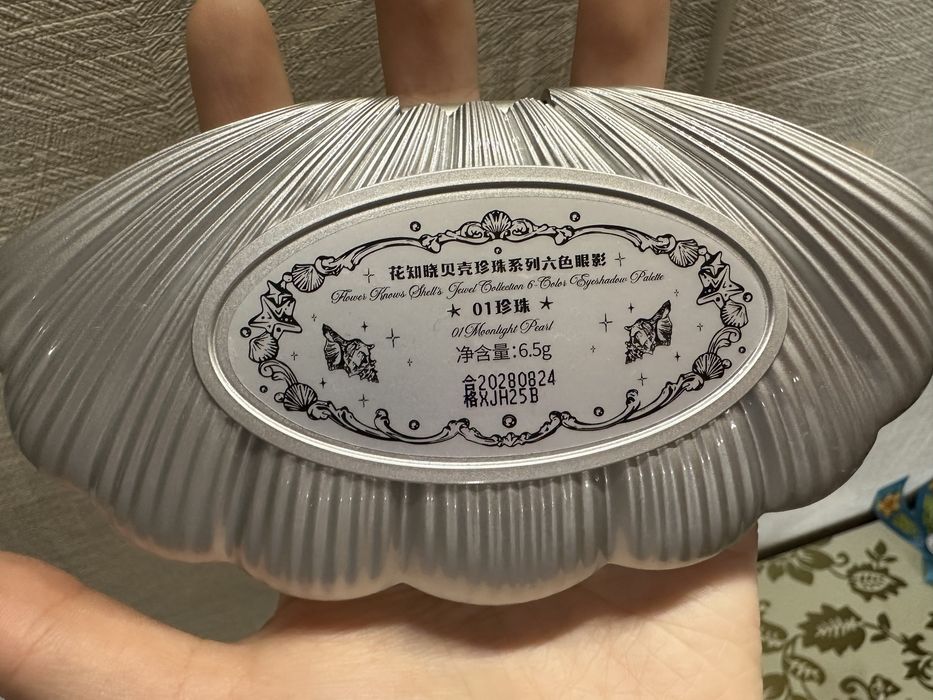 花知晓贝壳珍珠系列六色眼影
Flower Knows Shell's Jewel Collection 6-Color Eyeshadow Palette
★ 01珍珠 ★
01 Moonlight Pearl
净含量:6.5g
合20280824
格XJH25B